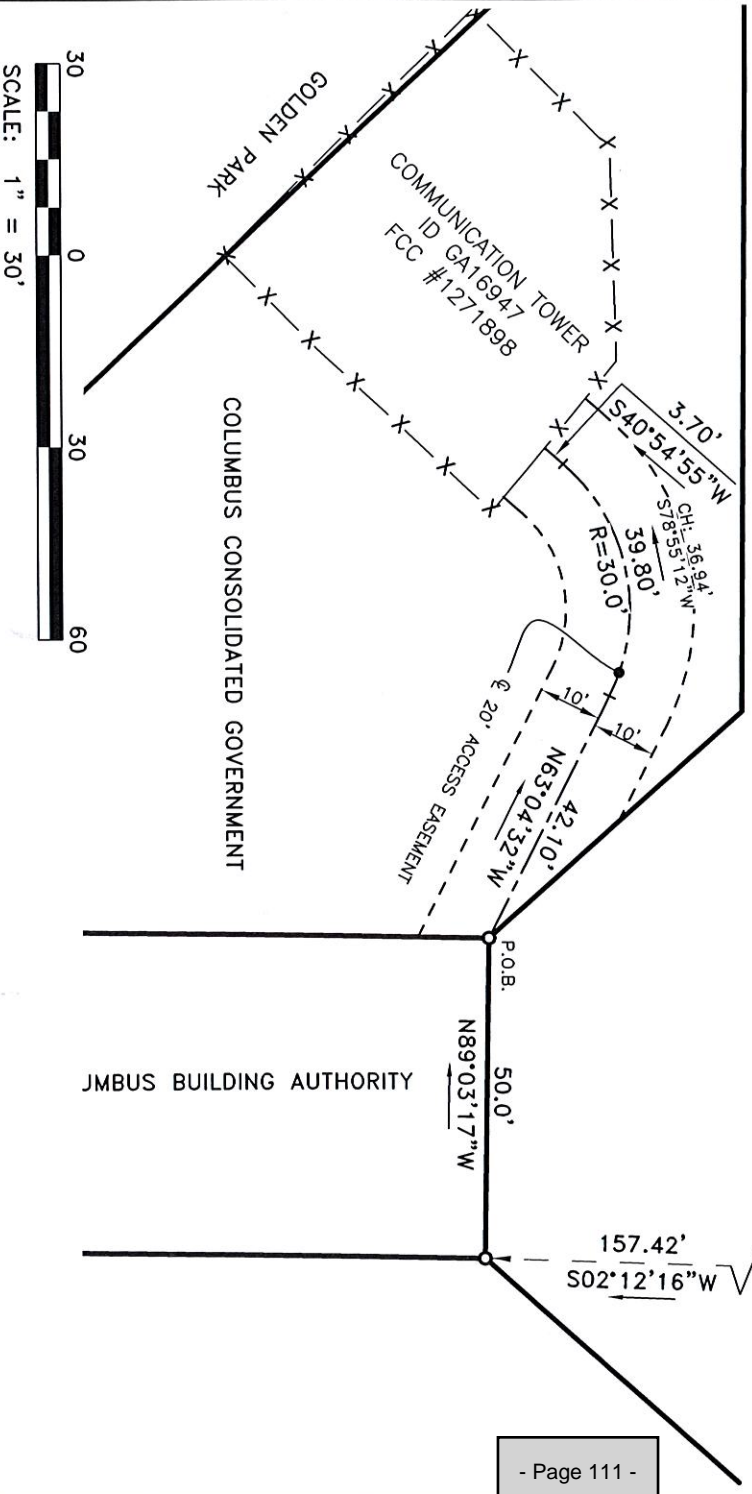 GOLDEN PARK
COMMUNICATION TOWER
ID GA16947
FCC #1271898
3.70'
S40°54'55"W
CH: 36.94'
S78°55'12"W
39.80'
R=30.0'
10'
10'
42.10'
N63°04'32"W
℄ 20' ACCESS EASEMENT
P.O.B.
50.0'
N89°03'17"W
157.42'
S02°12'16"W
COLUMBUS CONSOLIDATED GOVERNMENT
JMBUS BUILDING AUTHORITY
30 0 30 60
SCALE: 1" = 30'
- Page 111 -